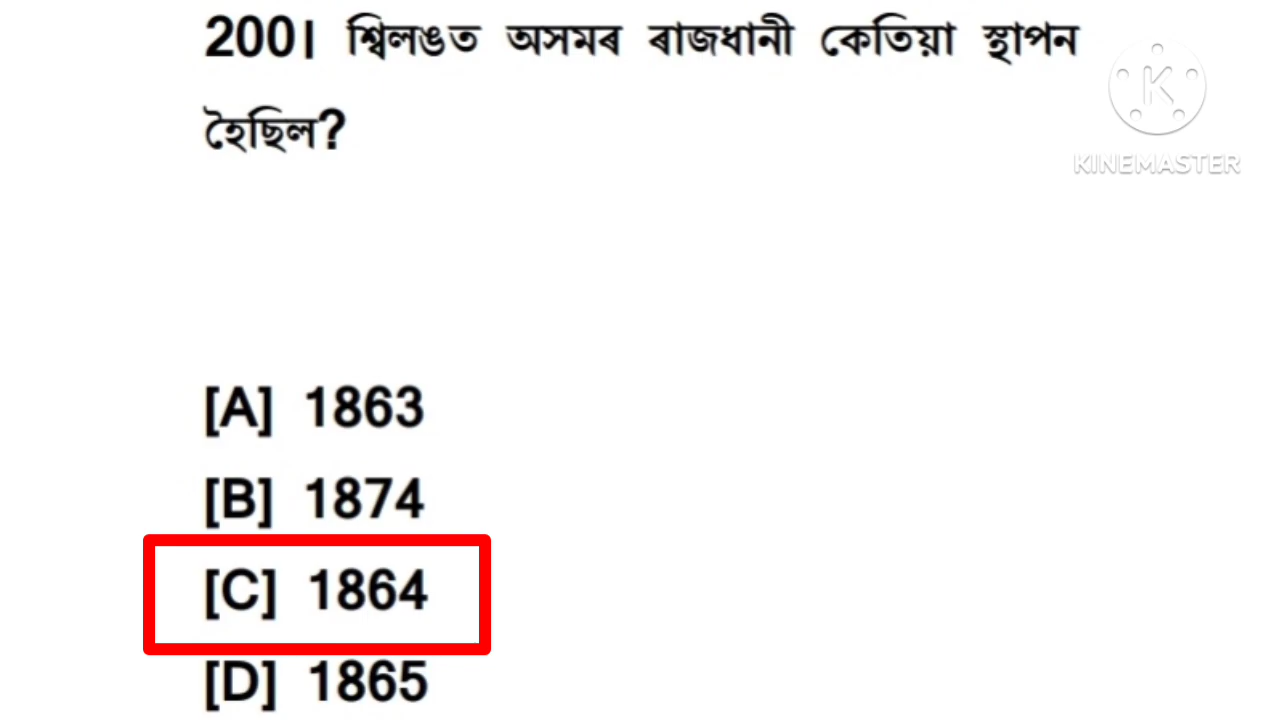 200। শ্বিলঙত অসমৰ ৰাজধানী কেতিয়া স্থাপন
হৈছিল?
KINEMASTER
[A] 1863
[B] 1874
[C] 1864
[D] 1865